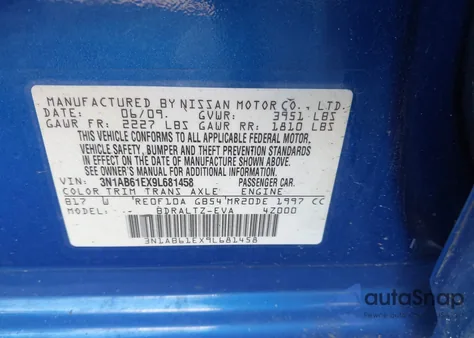 MANUFACTURED BY NISSAN MOTOR CO., LTD.
DATE: 06/09. GVWR: 3951 LBS
GAWR FR: 2227 LBS GAWR RR: 1810 LBS
THIS VEHICLE CONFORMS TO ALL APPLICABLE FEDERAL MOTOR
VEHICLE SAFETY, BUMPER AND THEFT PREVENTION STANDARDS
IN EFFECT ON THE DATE OF MANUFACTURE SHOWN ABOVE.
SEE OWNER'S MANUAL FOR ADDITIONAL INFORMATION.
VIN: 3N1AB61EX9L681458 PASSENGER CAR.
COLOR TRIM TRANS AXLE ENGINE
B17 W RE0F10A GB54 MR20DE 1997 CC
MODEL: - BDRALTZ-EVA 4Z000
3N1AB61EX9L681458
autoSnap